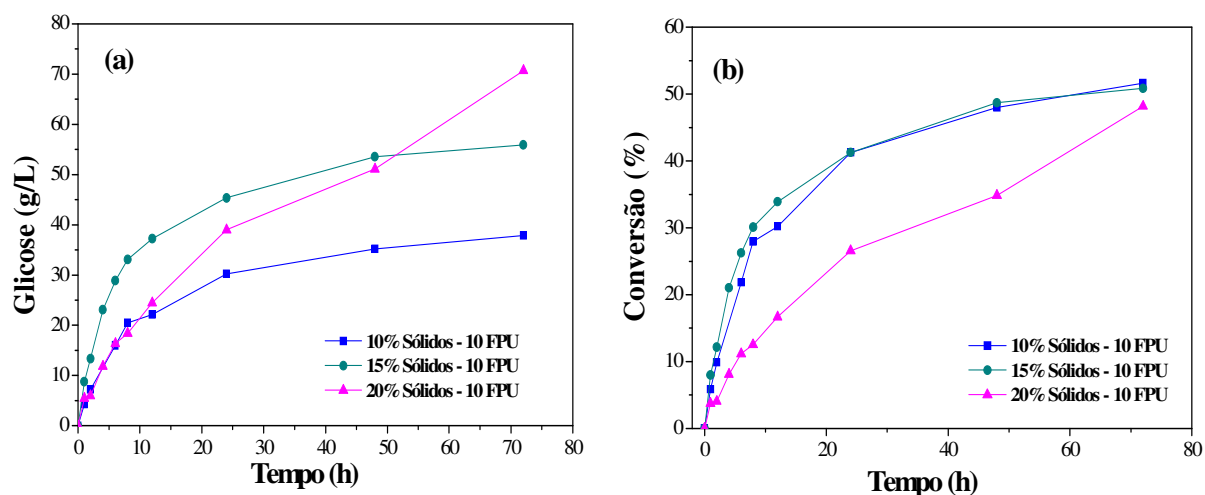 (a)
Glicose (g/L)
80
70
60
50
40
30
20
10
0
10% Sólidos - 10 FPU
15% Sólidos - 10 FPU
20% Sólidos - 10 FPU
0 10 20 30 40 50 60 70 80
Tempo (h)
(b)
Conversão (%)
60
50
40
30
20
10
0
10% Sólidos - 10 FPU
15% Sólidos - 10 FPU
20% Sólidos - 10 FPU
0 20 40 60 80
Tempo (h)